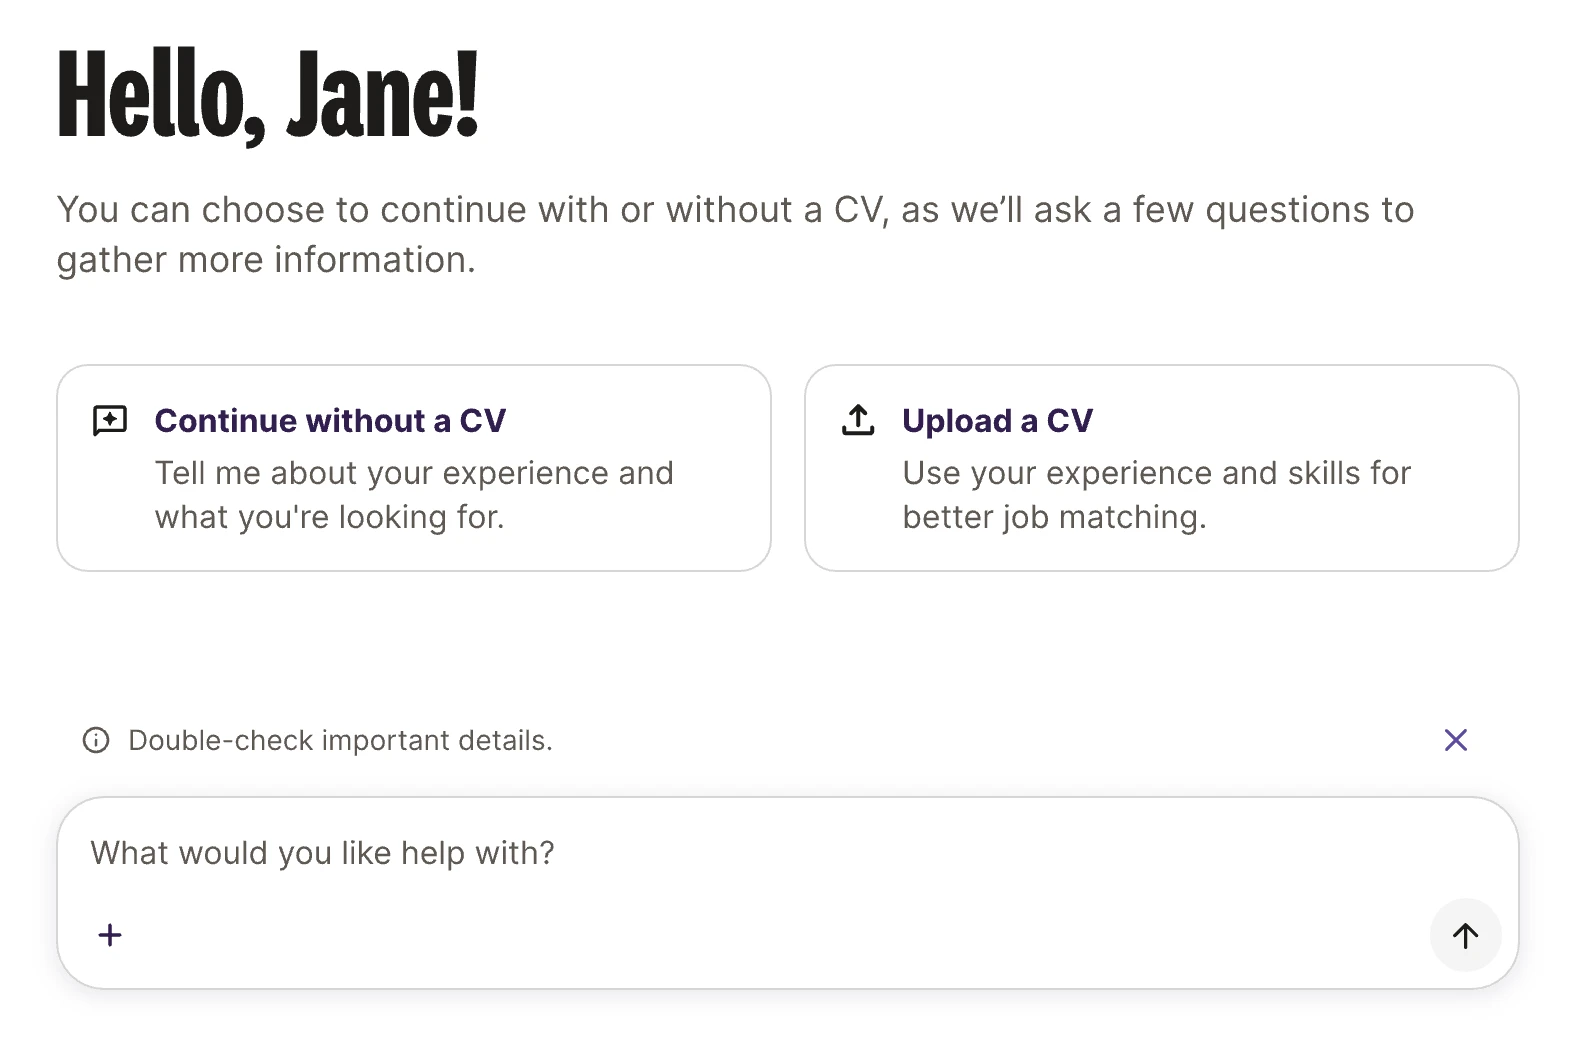 Hello, Jane!
You can choose to continue with or without a CV, as we’ll ask a few questions to
gather more information.
Continue without a CV
Tell me about your experience and
what you're looking for.
Upload a CV
Use your experience and skills for
better job matching.
Double-check important details.
What would you like help with?